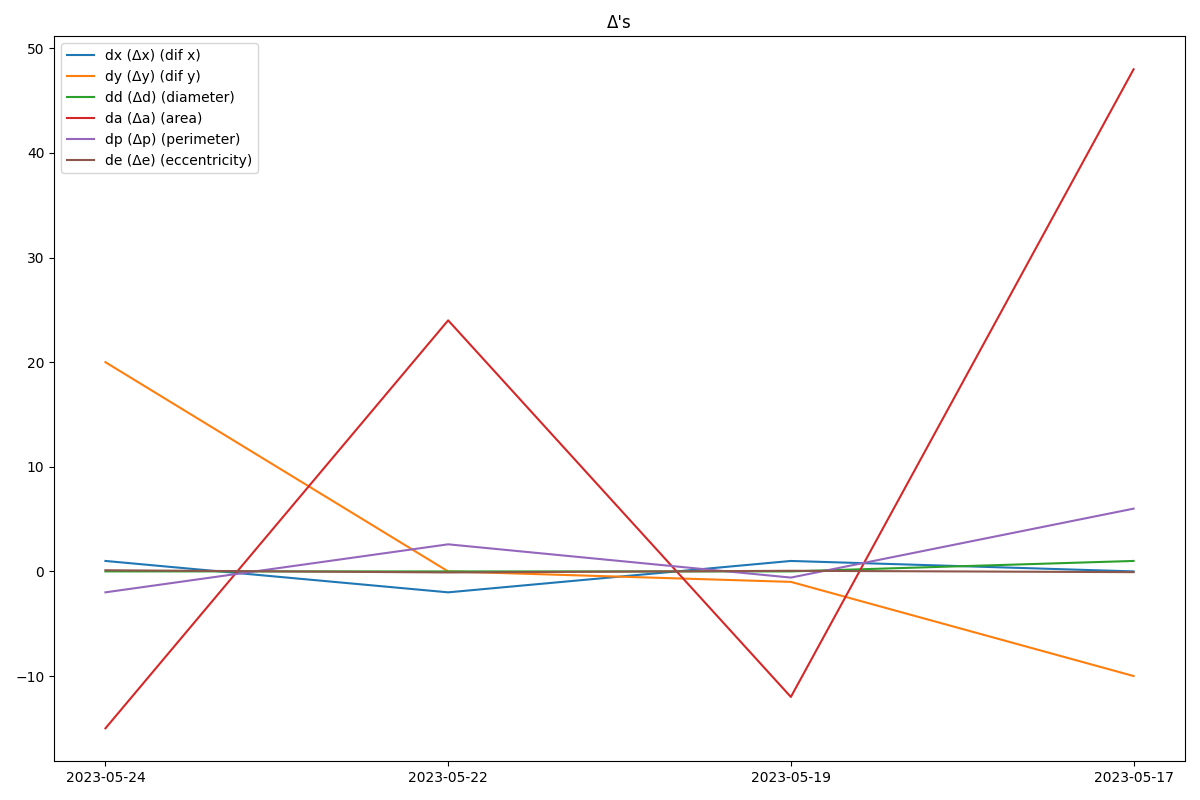 Δ's
dx (Δx) (dif x)
dy (Δy) (dif y)
dd (Δd) (diameter)
da (Δa) (area)
dp (Δp) (perimeter)
de (Δe) (eccentricity)
50
40
30
20
10
0
−10
2023-05-24 2023-05-22 2023-05-19 2023-05-17